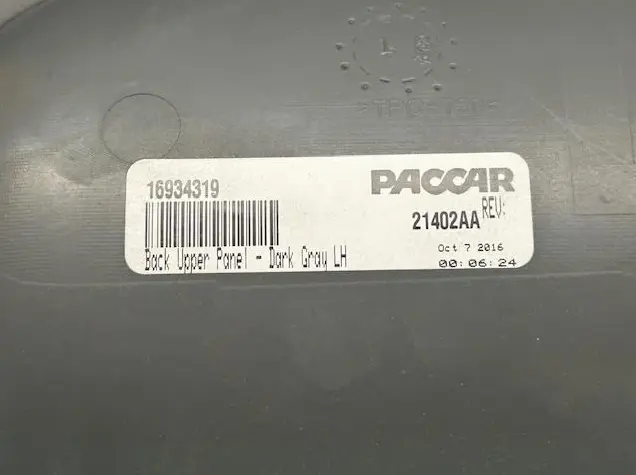 16934319
PACCAR
21402AA REV:
Back Upper Panel - Dark Gray LH
Oct 7 2016
00:06:24